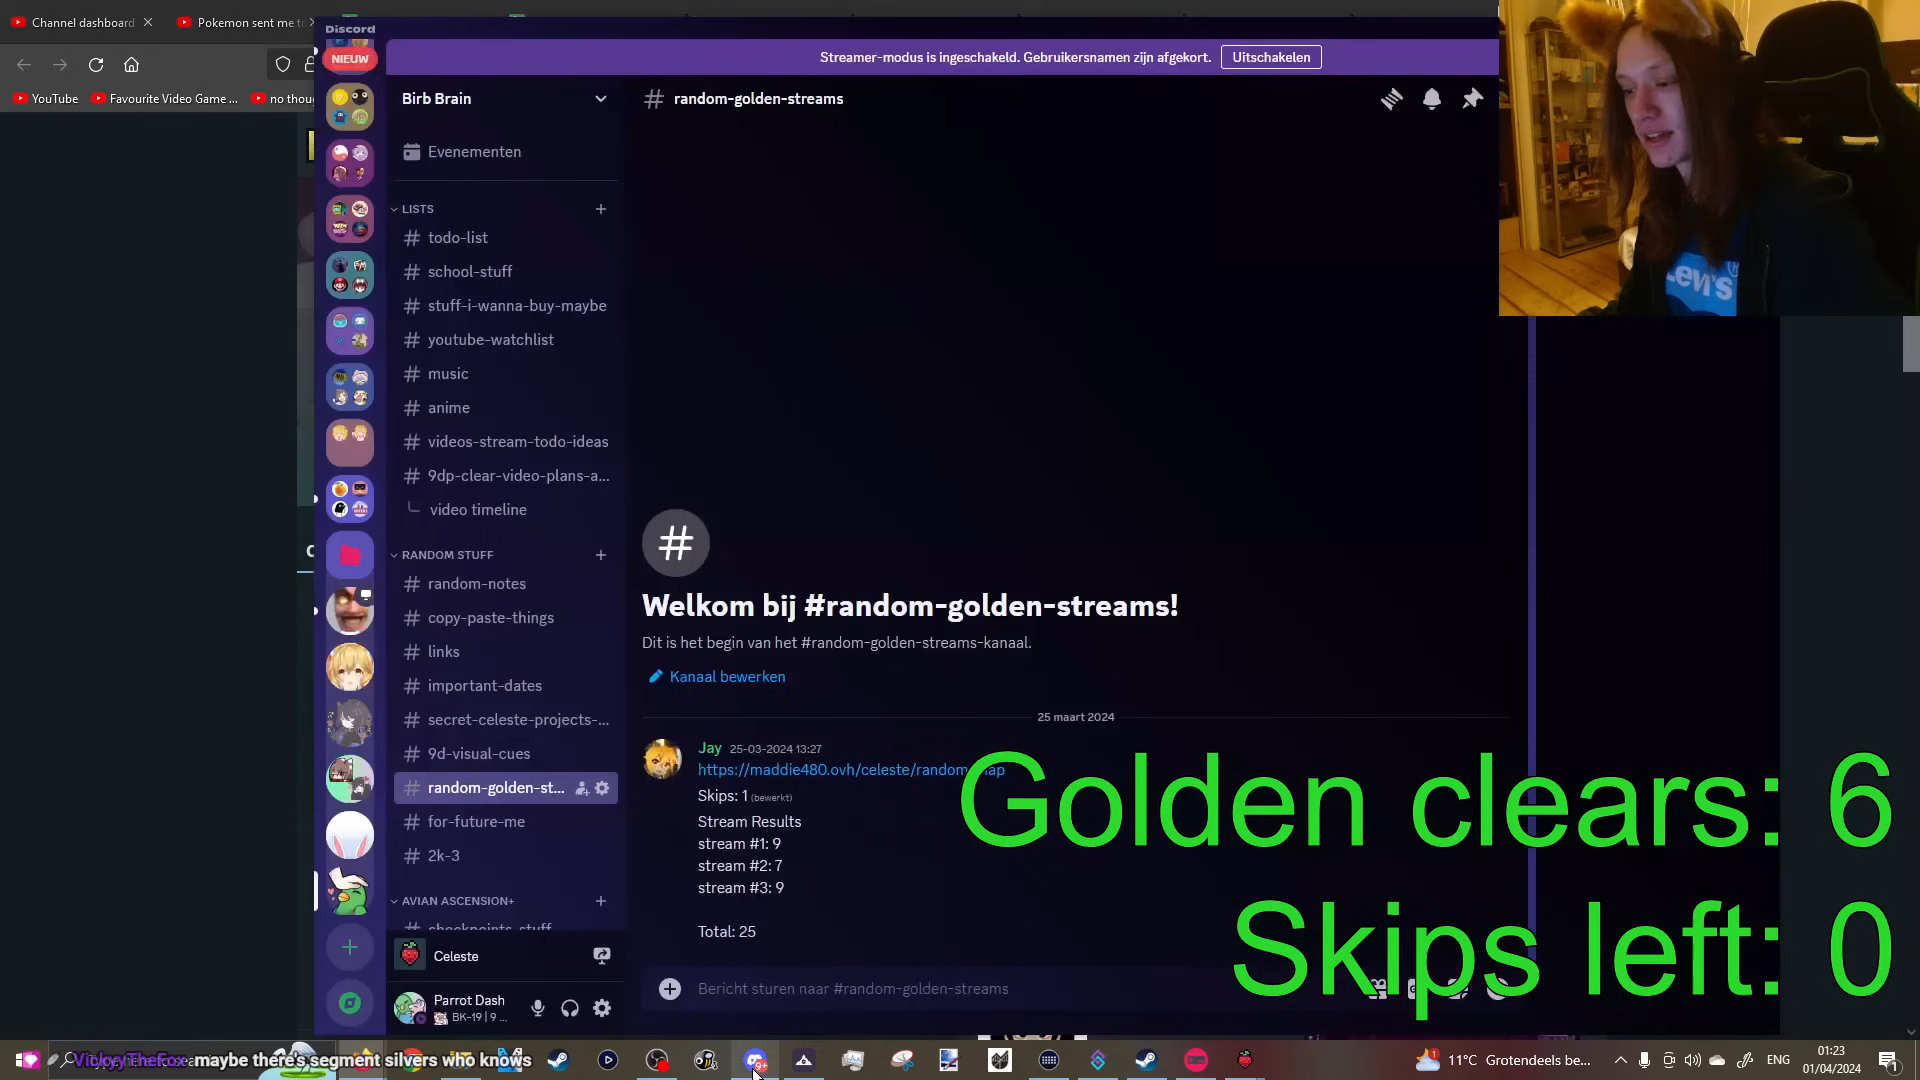 Channel dashboard
Pokemon sent me to
YouTube
Favourite Video Game ...
Discord
NIEUW
Streamer-modus is ingeschakeld. Gebruikersnamen zijn afgekort.
Uitschakelen
Birb Brain
random-golden-streams
Evenementen
LISTS
todo-list
school-stuff
stuff-i-wanna-buy-maybe
youtube-watchlist
music
anime
videos-stream-todo-ideas
9dp-clear-video-plans-a...
video timeline
RANDOM STUFF
random-notes
copy-paste-things
links
important-dates
secret-celeste-projects-...
9d-visual-cues
random-golden-st...
for-future-me
2k-3
AVIAN ASCENSION+
Celeste
Parrot Dash
BK-19 | 9 ...
Welkom bij #random-golden-streams!
Dit is het begin van het #random-golden-streams-kanaal.
Kanaal bewerken
25 maart 2024
Jay 25-03-2024 13:27
Skips: 1 (bewerkt)
Stream Results
stream #1: 9
stream #2: 7
stream #3: 9
Total: 25
Bericht sturen naar #random-golden-streams
Levi's
Golden clears: 6
Skips left: 0
VickyTheFox maybe there's segment silvers who knows
9+
11°C Grotendeels be...
ENG
01:23
01/04/2024